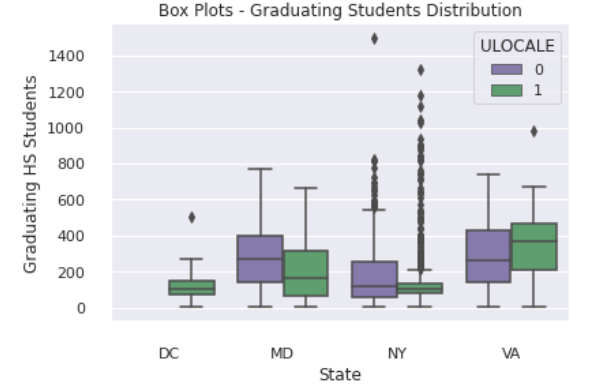 Box Plots - Graduating Students Distribution
ULOCALE
0
1
1400
1200
1000
800
600
400
200
0
Graduating HS Students
DC MD NY VA
State